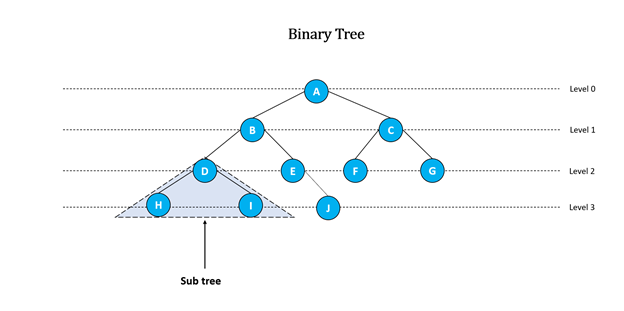 Binary Tree
A
Level 0
B
C
Level 1
D
E
F
G
Level 2
H
I
J
Level 3
Sub tree